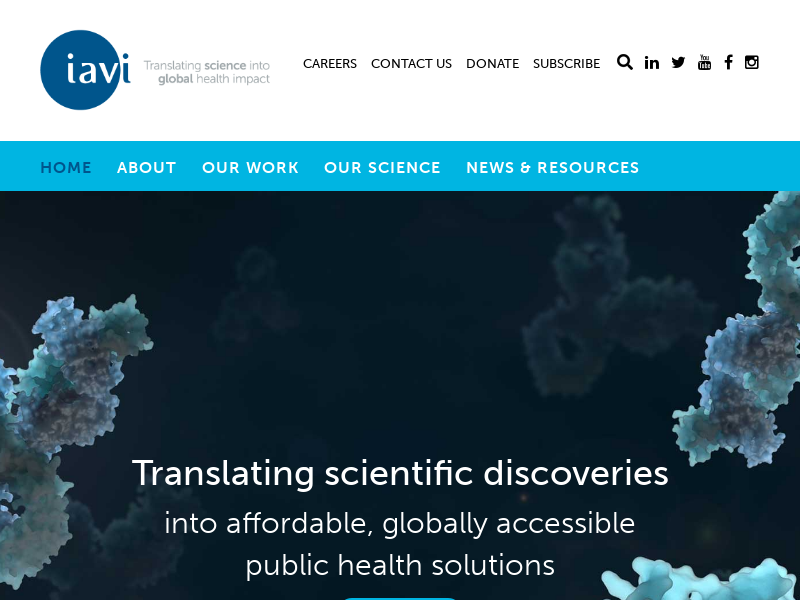 iavi
Translating science into
global health impact
CAREERS CONTACT US DONATE SUBSCRIBE
You
Tube
HOME ABOUT OUR WORK OUR SCIENCE NEWS & RESOURCES
Translating scientific discoveries
into affordable, globally accessible
public health solutions